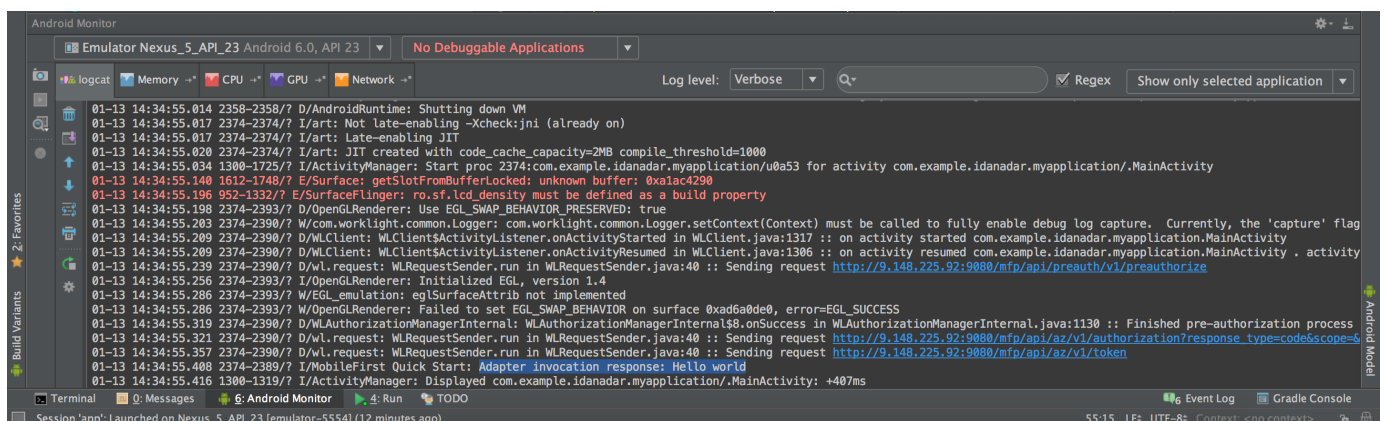 Android Monitor
Emulator Nexus_5_API_23 Android 6.0, API 23
No Debuggable Applications
logcat
Memory
CPU
GPU
Network
Log level: Verbose
Regex
Show only selected application
01-13 14:34:55.014 2358-2358/? D/AndroidRuntime: Shutting down VM
01-13 14:34:55.017 2374-2374/? I/art: Not late-enabling -Xcheck:jni (already on)
01-13 14:34:55.017 2374-2374/? I/art: Late-enabling JIT
01-13 14:34:55.020 2374-2374/? I/art: JIT created with code_cache_capacity=2MB compile_threshold=1000
01-13 14:34:55.034 1300-1725/? I/ActivityManager: Start proc 2374:com.example.idanadar.myapplication/u0a53 for activity com.example.idanadar.myapplication/.MainActivity
01-13 14:34:55.140 1612-1748/? E/Surface: getSlotFromBufferLocked: unknown buffer: 0xa1ac4290
01-13 14:34:55.196 952-1332/? E/SurfaceFlinger: ro.sf.lcd_density must be defined as a build property
01-13 14:34:55.198 2374-2393/? D/OpenGLRenderer: Use EGL_SWAP_BEHAVIOR_PRESERVED: true
01-13 14:34:55.203 2374-2390/? W/com.worklight.common.Logger: com.worklight.common.Logger.setContext(Context) must be called to fully enable debug log capture.  Currently, the 'capture' flag
01-13 14:34:55.209 2374-2390/? D/WLClient: WLClient$ActivityListener.onActivityStarted in WLClient.java:1317 :: on activity started com.example.idanadar.myapplication.MainActivity
01-13 14:34:55.209 2374-2390/? D/WLClient: WLClient$ActivityListener.onActivityResumed in WLClient.java:1306 :: on activity resumed com.example.idanadar.myapplication.MainActivity . activity
01-13 14:34:55.239 2374-2390/? D/wl.request: WLRequestSender.run in WLRequestSender.java:40 :: Sending request http://9.148.225.92:9080/mfp/api/preauth/v1/preauthorize
01-13 14:34:55.256 2374-2393/? I/OpenGLRenderer: Initialized EGL, version 1.4
01-13 14:34:55.286 2374-2393/? W/EGL_emulation: eglSurfaceAttrib not implemented
01-13 14:34:55.286 2374-2393/? W/OpenGLRenderer: Failed to set EGL_SWAP_BEHAVIOR on surface 0xad6a0de0, error=EGL_SUCCESS
01-13 14:34:55.319 2374-2390/? D/WLAuthorizationManagerInternal: WLAuthorizationManagerInternal$8.onSuccess in WLAuthorizationManagerInternal.java:1130 :: Finished pre-authorization process
01-13 14:34:55.321 2374-2390/? D/wl.request: WLRequestSender.run in WLRequestSender.java:40 :: Sending request http://9.148.225.92:9080/mfp/api/az/v1/authorization?response_type=code&scope=&
01-13 14:34:55.357 2374-2390/? D/wl.request: WLRequestSender.run in WLRequestSender.java:40 :: Sending request http://9.148.225.92:9080/mfp/api/az/v1/token
01-13 14:34:55.408 2374-2389/? I/MobileFirst Quick Start: Adapter invocation response: Hello world
01-13 14:34:55.416 1300-1319/? I/ActivityManager: Displayed com.example.idanadar.myapplication/.MainActivity: +407ms
2: Favorites
Build Variants
Android Model
Terminal
0: Messages
6: Android Monitor
4: Run
TODO
6 Event Log
Gradle Console
Session 'app': Launched on Nexus_5_API_23 [emulator-5554] (12 minutes ago)
55:15 LF÷ UTF-8÷ Context: <no context>